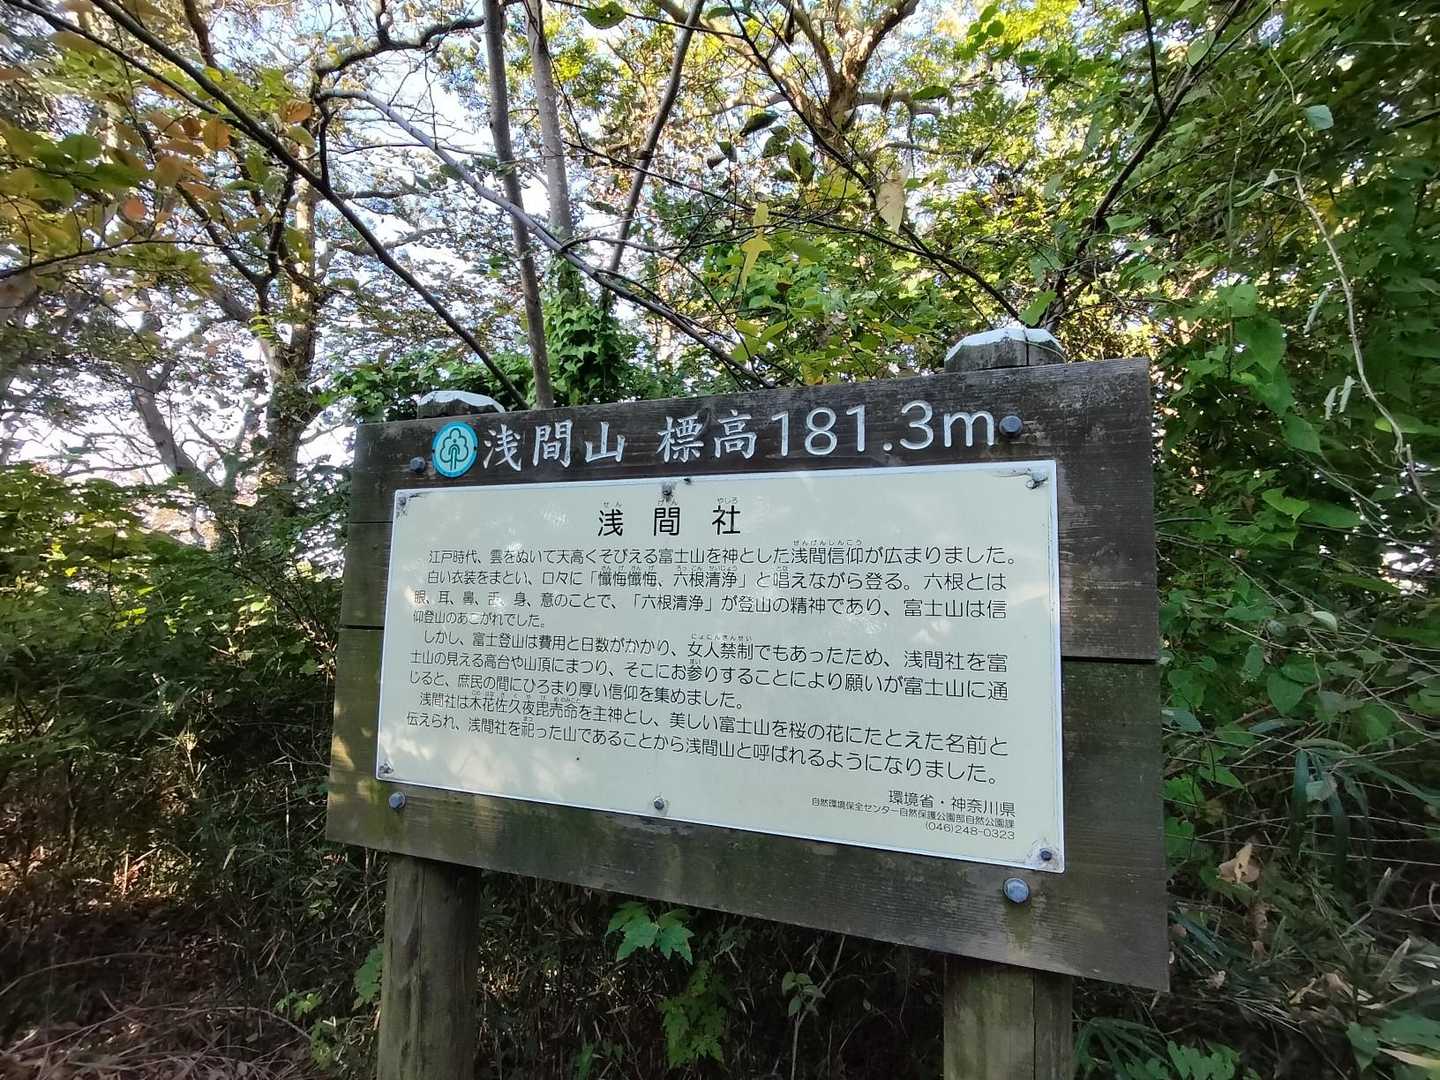 浅間山 標高181.3m
浅間社
江戸時代、雲をぬいて天高くそびえる富士山を神とした浅間信仰が広まりました。
白い衣装をまとい、口々に「懺悔懺悔、六根清浄」と唱えながら登る。六根とは
眼、耳、鼻、舌、身、意のことで、「六根清浄」が登山の精神であり、富士山は信
仰登山のあこがれでした。
しかし、富士登山は費用と日数がかかり、女人禁制でもあったため、浅間社を富
士山の見える高台や山頂にまつり、そこにお参りすることにより願いが富士山に通
じると、庶民の間にひろまり厚い信仰を集めました。
浅間社は木花佐久夜毘売命を主神とし、美しい富士山を桜の花にたとえた名前と
伝えられ、浅間社を祀った山であることから浅間山と呼ばれるようになりました。
環境省・神奈川県
自然環境保全センター自然保護公園部自然公園課
(046)248-0323